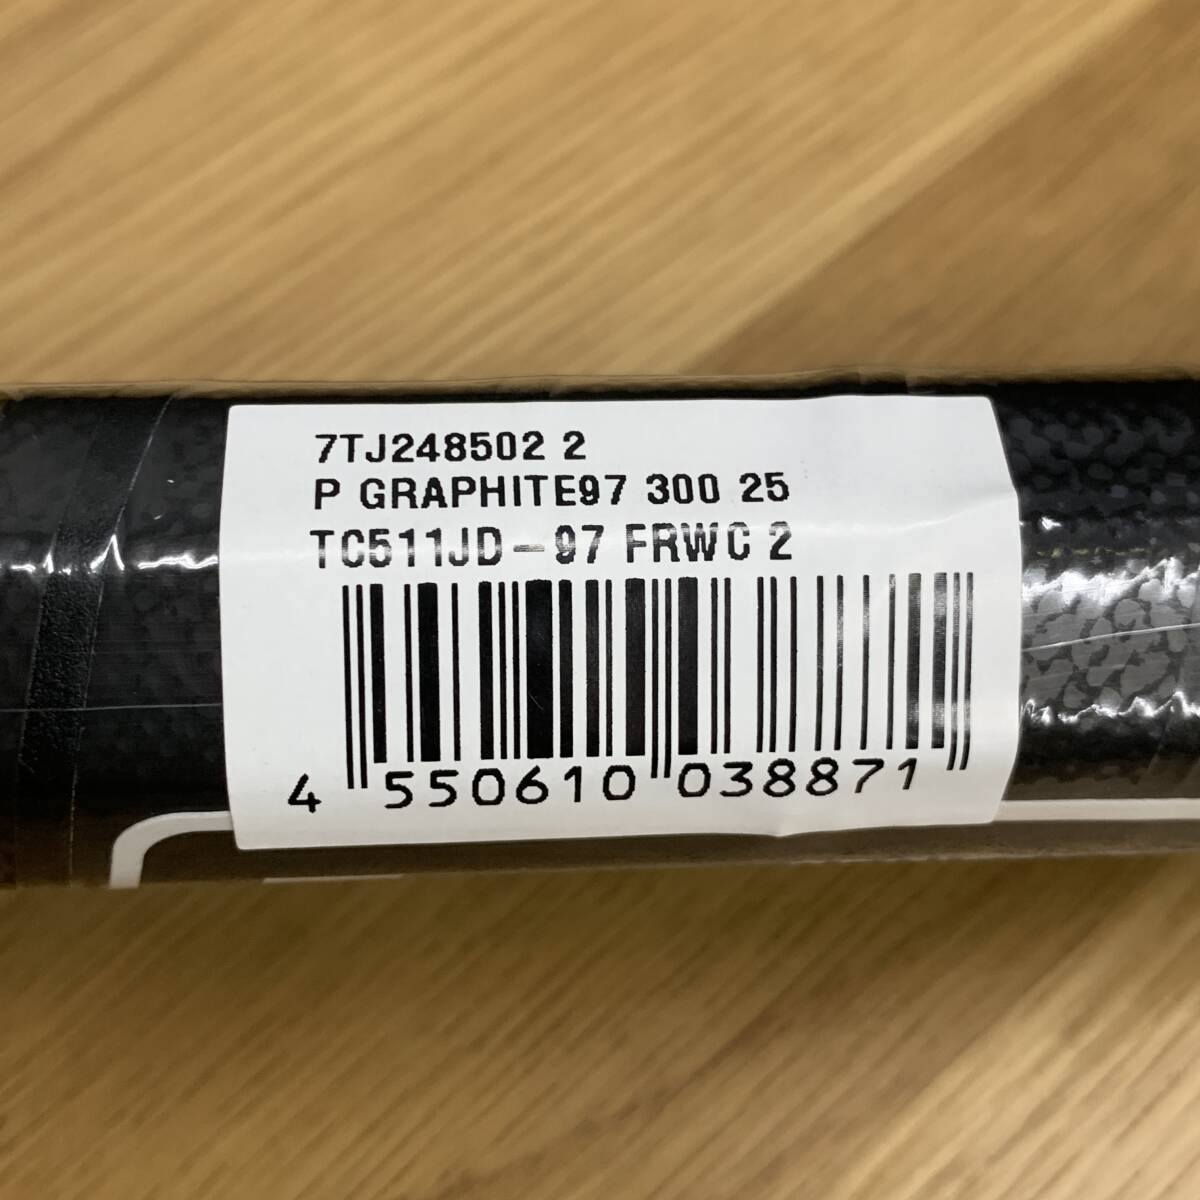 7TJ248502 2
P GRAPHITE97 300 25
TC511JD-97 FRWC 2
4 550610 038871